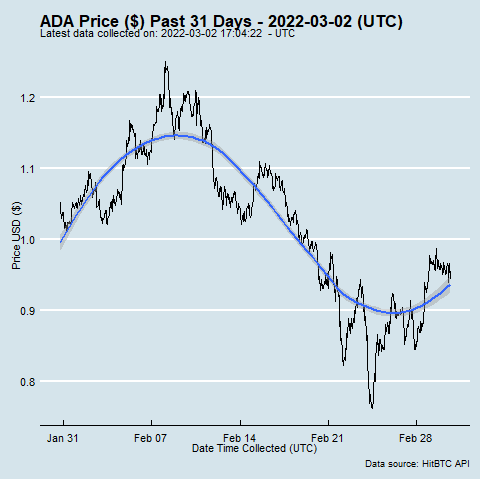 ADA Price ($) Past 31 Days - 2022-03-02 (UTC)
Latest data collected on: 2022-03-02 17:04:22 - UTC
1.2
1.1
1.0
0.9
0.8
Price USD ($)
Jan 31 Feb 07 Feb 14 Feb 21 Feb 28
Date Time Collected (UTC)
Data source: HitBTC API